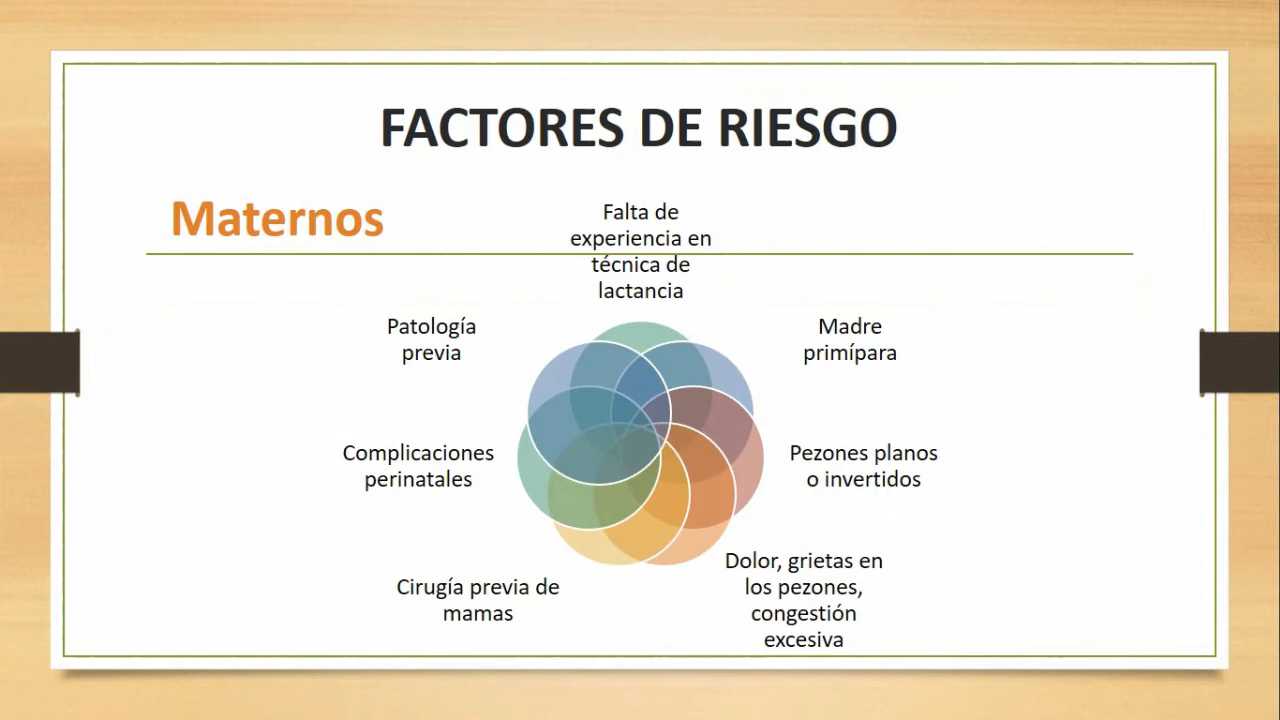 FACTORES DE RIESGO
Maternos
Falta de
experiencia en
técnica de
lactancia
Madre
primípara
Pezones planos
o invertidos
Dolor, grietas en
los pezones,
congestión
excesiva
Cirugía previa de
mamas
Complicaciones
perinatales
Patología
previa